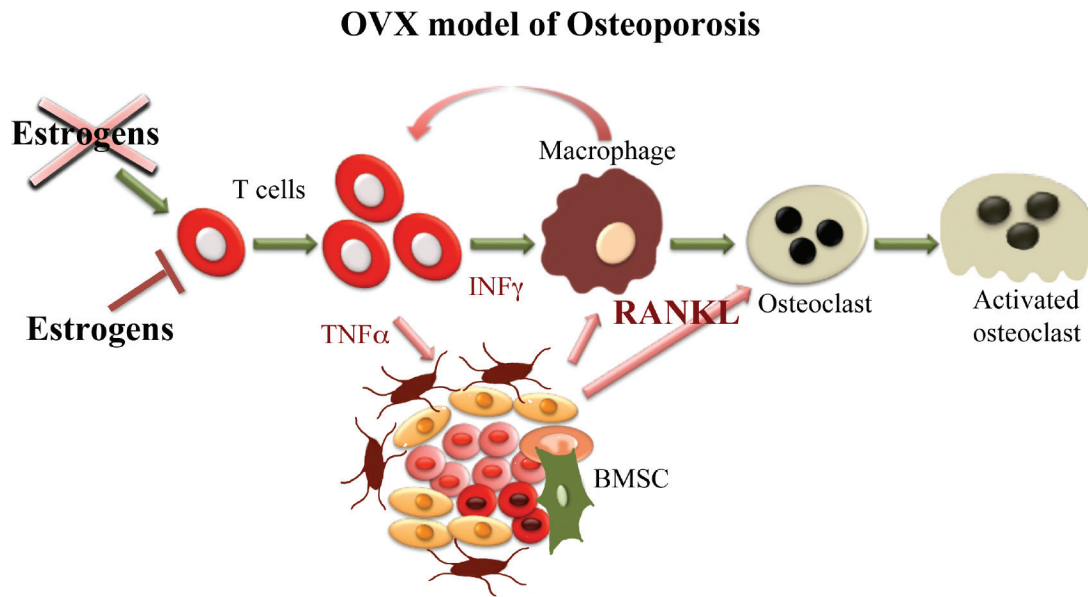 OVX model of Osteoporosis
Estrogens
T cells
Macrophage
INFγ
Estrogens
TNFα
RANKL
Osteoclast
Activated
osteoclast
BMSC